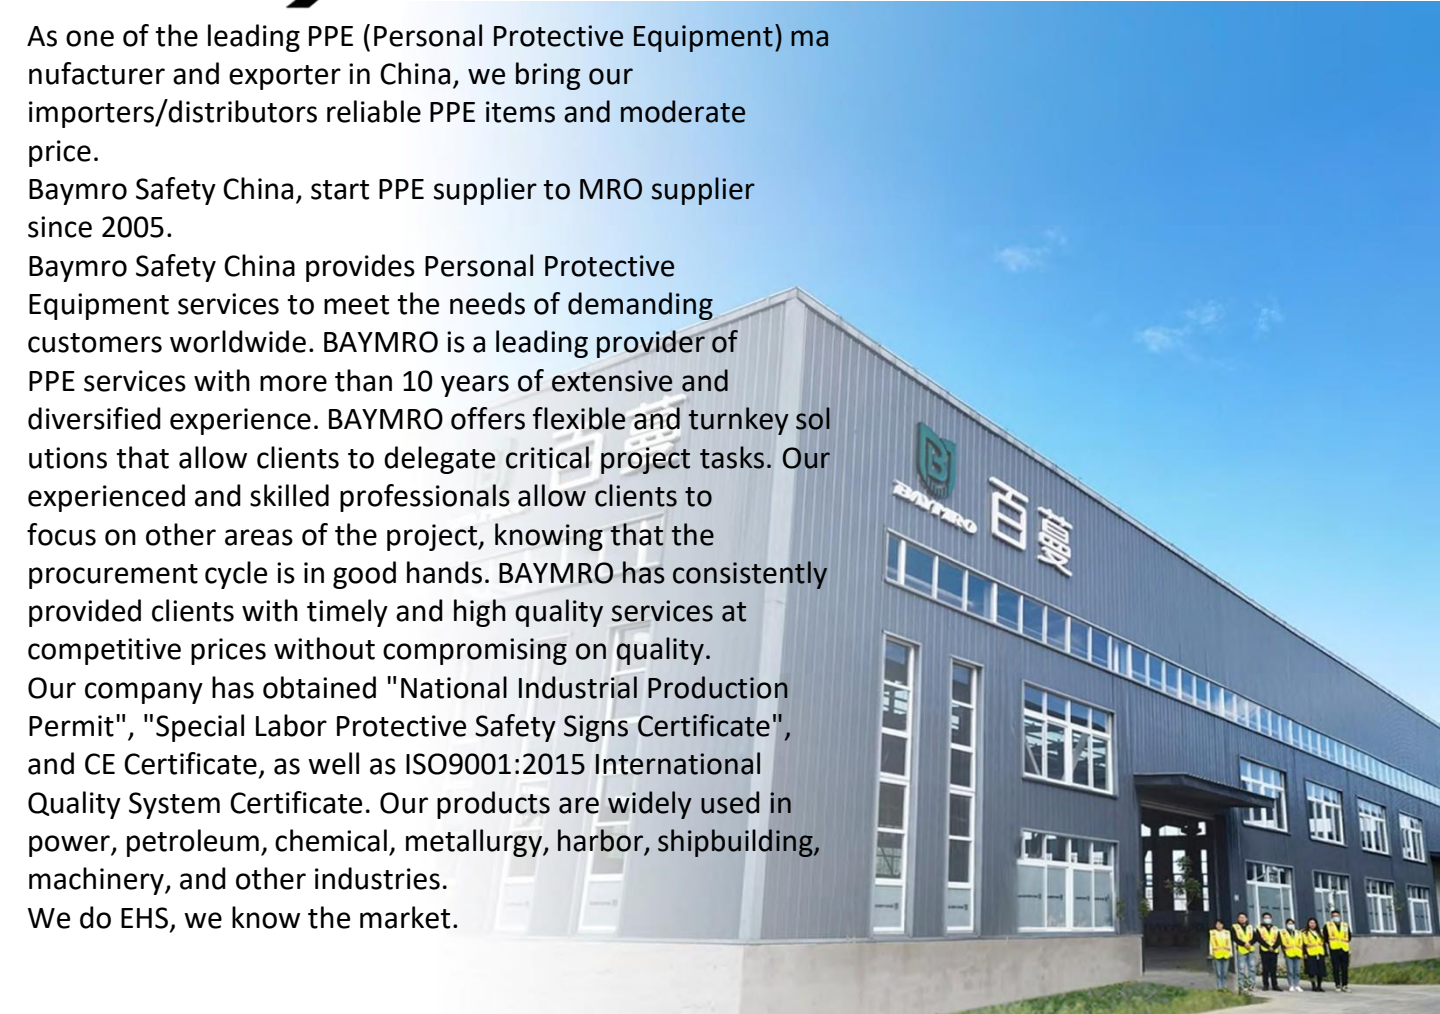 As one of the leading PPE (Personal Protective Equipment) ma
nufacturer and exporter in China, we bring our
importers/distributors reliable PPE items and moderate
price.
Baymro Safety China, start PPE supplier to MRO supplier
since 2005.
Baymro Safety China provides Personal Protective
Equipment services to meet the needs of demanding
customers worldwide. BAYMRO is a leading provider of
PPE services with more than 10 years of extensive and
diversified experience. BAYMRO offers flexible and turnkey sol
utions that allow clients to delegate critical project tasks. Our
experienced and skilled professionals allow clients to
focus on other areas of the project, knowing that the
procurement cycle is in good hands. BAYMRO has consistently
provided clients with timely and high quality services at
competitive prices without compromising on quality.
Our company has obtained "National Industrial Production
Permit", "Special Labor Protective Safety Signs Certificate",
and CE Certificate, as well as ISO9001:2015 International
Quality System Certificate. Our products are widely used in
power, petroleum, chemical, metallurgy, harbor, shipbuilding,
machinery, and other industries.
We do EHS, we know the market.
百蔓
BAYMRO
百蔓